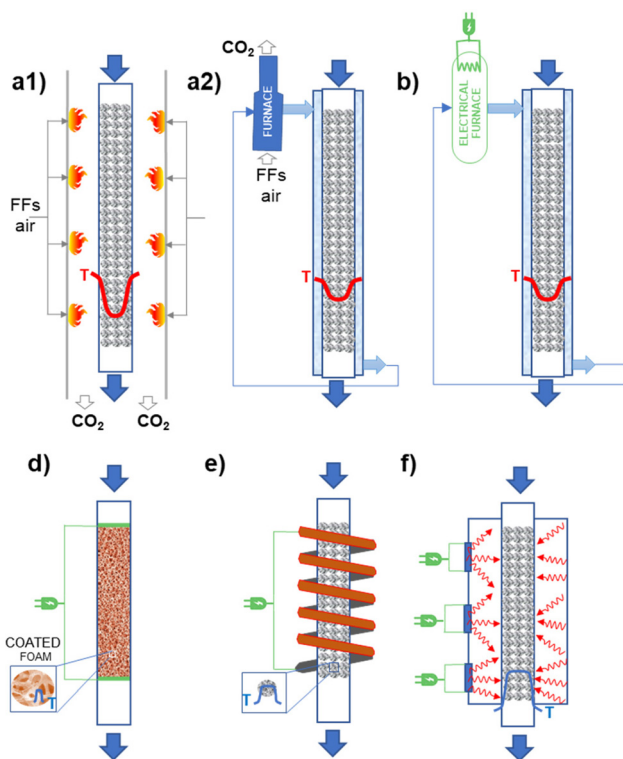 a1)
FFs
air
T
CO₂
CO₂
a2)
CO₂
FURNACE
FFs
air
T
b)
ELECTRICAL
FURNACE
T
d)
COATED
FOAM
T
e)
T
f)
T